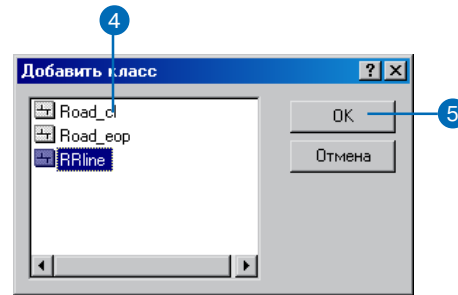 4
Добавить класс
Road_cl
OK
5
Road_eop
RRline
Отмена